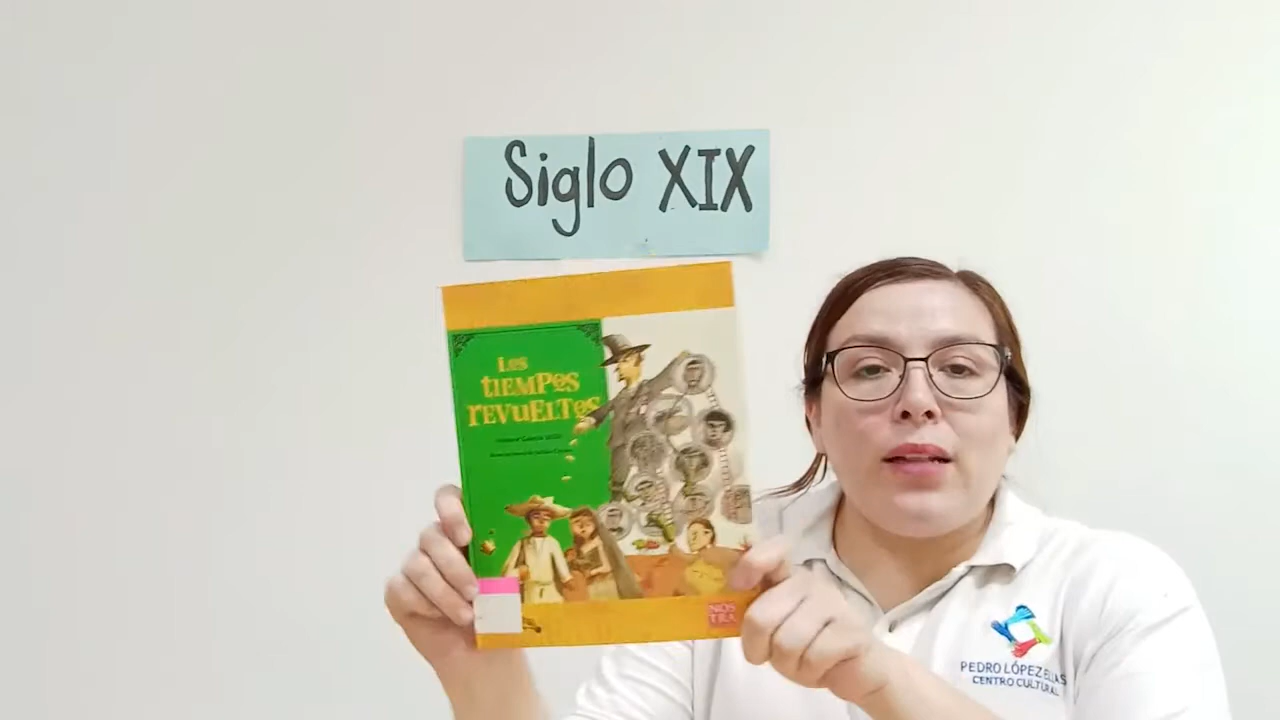 Siglo XIX
Los
tiempos
revueltos
NOS
TRA
PEDRO LÓPEZ ELÍAS
CENTRO CULTURAL